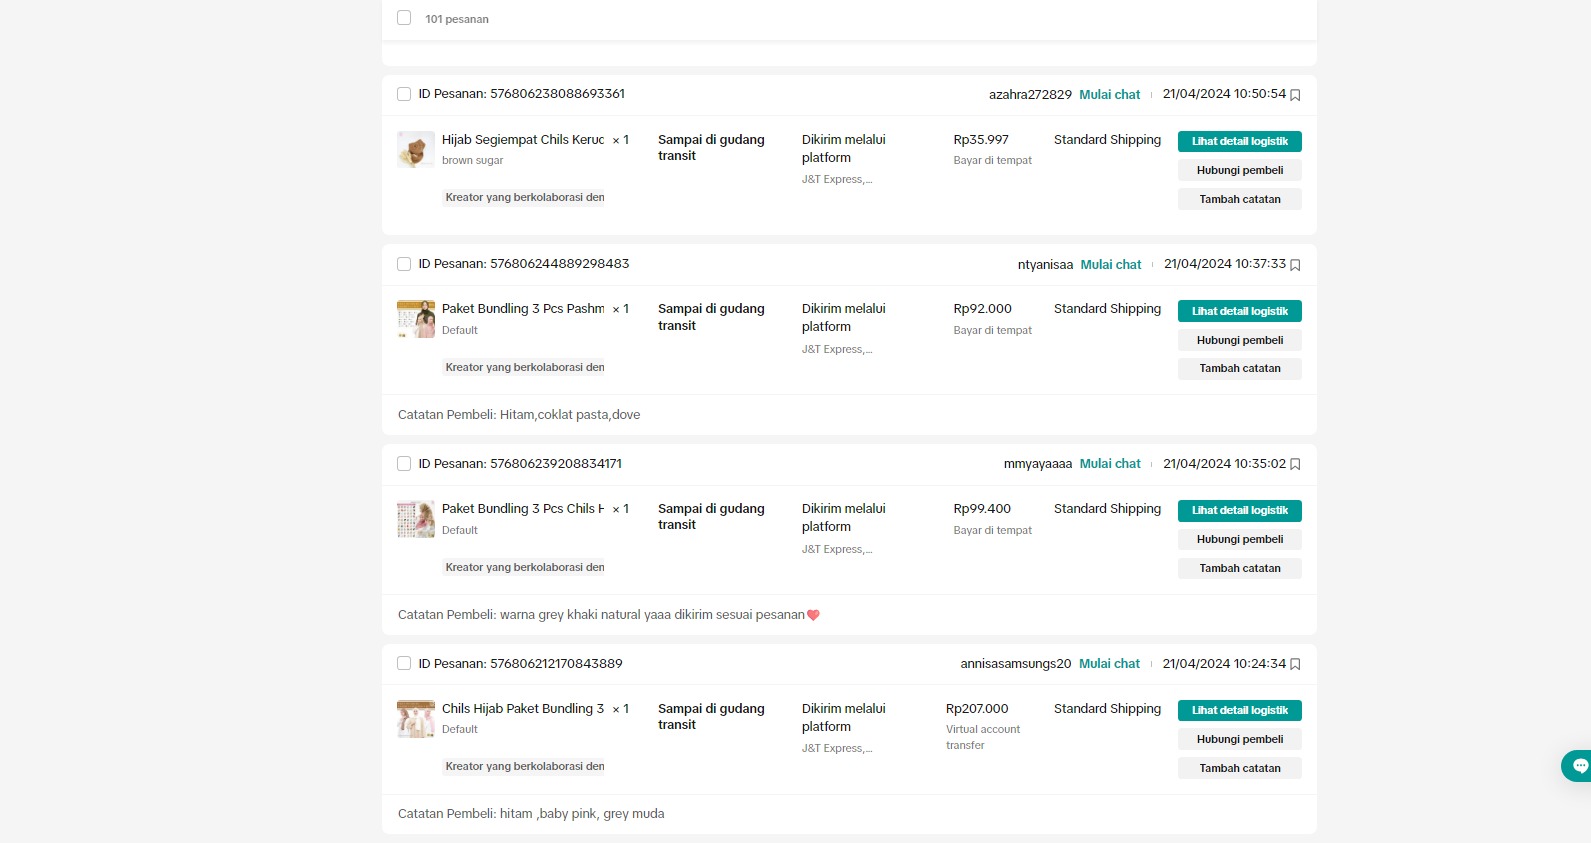 101 pesanan
ID Pesanan: 576806238088693361
azahra272829 Mulai chat 21/04/2024 10:50:54
Hijab Segiempat Chils Keruc × 1
brown sugar
Kreator yang berkolaborasi den
Sampai di gudang
transit
Dikirim melalui
platform
J&T Express,...
Rp35.997
Bayar di tempat
Standard Shipping
Lihat detail logistik
Hubungi pembeli
Tambah catatan
ID Pesanan: 576806244889298483
ntyanisaa Mulai chat 21/04/2024 10:37:33
Paket Bundling 3 Pcs Pashm × 1
Default
Kreator yang berkolaborasi den
Sampai di gudang
transit
Dikirim melalui
platform
J&T Express,...
Rp92.000
Bayar di tempat
Standard Shipping
Lihat detail logistik
Hubungi pembeli
Tambah catatan
Catatan Pembeli: Hitam,coklat pasta,dove
ID Pesanan: 576806239208834171
mmyayaaaa Mulai chat 21/04/2024 10:35:02
Paket Bundling 3 Pcs Chils H × 1
Default
Kreator yang berkolaborasi den
Sampai di gudang
transit
Dikirim melalui
platform
J&T Express,...
Rp99.400
Bayar di tempat
Standard Shipping
Lihat detail logistik
Hubungi pembeli
Tambah catatan
Catatan Pembeli: warna grey khaki natural yaaa dikirim sesuai pesanan❤️
ID Pesanan: 576806212170843889
annisasamsungs20 Mulai chat 21/04/2024 10:24:34
Chils Hijab Paket Bundling 3 × 1
Default
Kreator yang berkolaborasi den
Sampai di gudang
transit
Dikirim melalui
platform
J&T Express,...
Rp207.000
Virtual account
transfer
Standard Shipping
Lihat detail logistik
Hubungi pembeli
Tambah catatan
Catatan Pembeli: hitam ,baby pink, grey muda